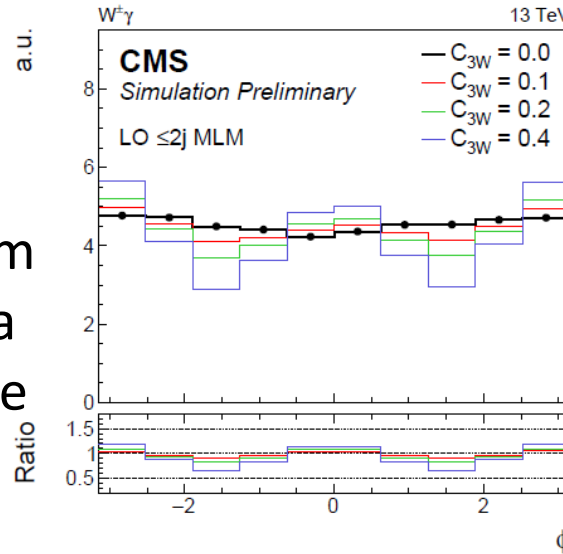 W±γ 13 TeV
a.u.
CMS
Simulation Preliminary
LO ≤2j MLM
C3W = 0.0
C3W = 0.1
C3W = 0.2
C3W = 0.4
8
6
4
2
0
m
a
e
Ratio
1.5
1
0.5
−2 0 2
ϕ